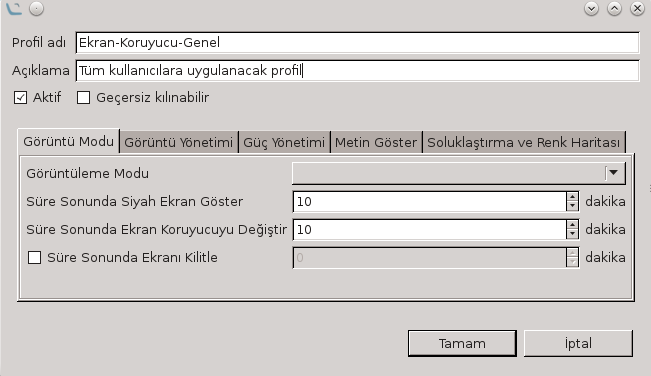 Profil adı Ekran-Koruyucu-Genel
Açıklama Tüm kullanıcılara uygulanacak profil
Aktif Geçersiz kılınabilir
Görüntü Modu Görüntü Yönetimi Güç Yönetimi Metin Göster Soluklaştırma ve Renk Haritası
Görüntüleme Modu
Süre Sonunda Siyah Ekran Göster 10 dakika
Süre Sonunda Ekran Koruyucuyu Değiştir 10 dakika
Süre Sonunda Ekranı Kilitle 0 dakika
Tamam İptal